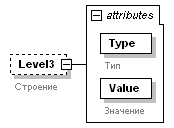 attributes
Type
Тип
Level3
Строение
Value
Значение